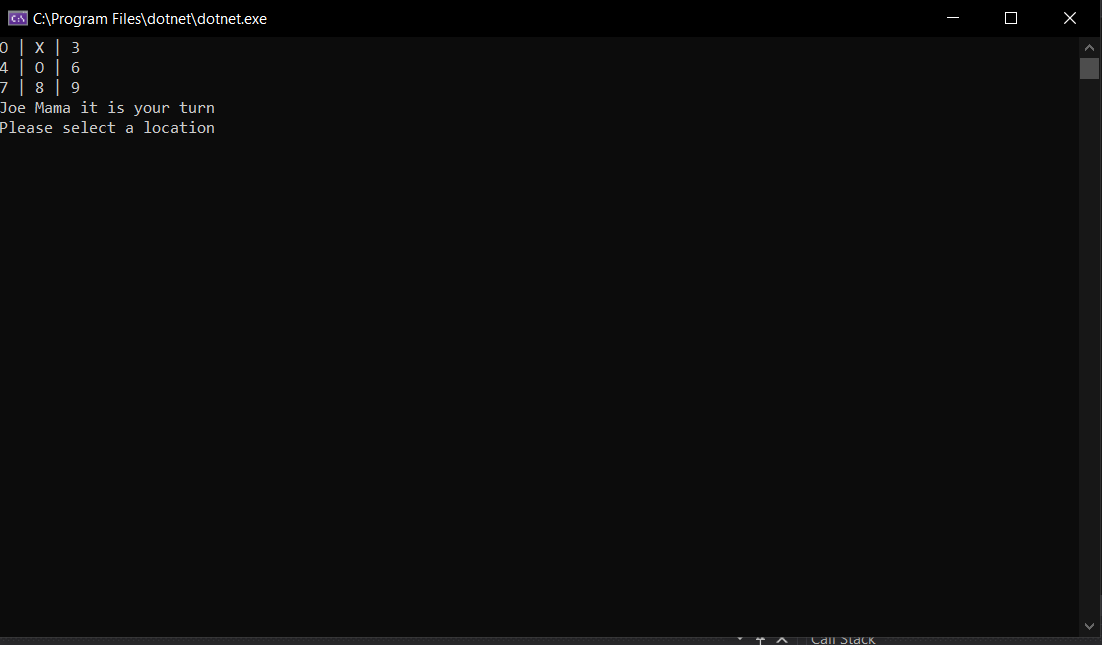 C:\Program Files\dotnet\dotnet.exe
O | X | 3
4 | O | 6
7 | 8 | 9
Joe Mama it is your turn
Please select a location
Call Stack